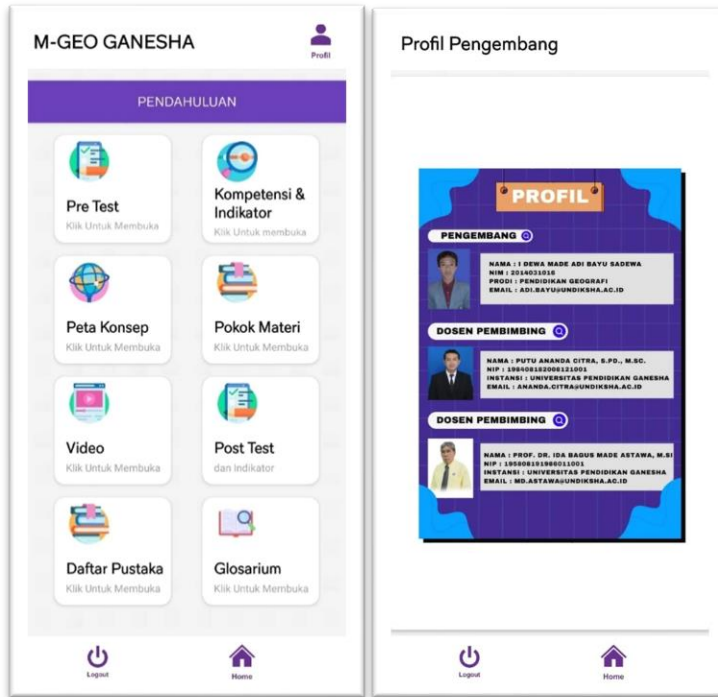 M-GEO GANESHA
Profil
PENDAHULUAN
Pre Test
Klik Untuk Membuka
Kompetensi &
Indikator
Klik Untuk membuka
Peta Konsep
Klik Untuk Membuka
Pokok Materi
Klik Untuk Membuka
Video
Klik Untuk Membuka
Post Test
dan Indikator
Daftar Pustaka
Klik Untuk Membuka
Glosarium
Klik Untuk Membuka
Logout
Home
Profil Pengembang
PROFIL
PENGEMBANG
NAMA : I DEWA MADE ADI BAYU SADEWA
NIM : 2014031010
PRODI : PENDIDIKAN GEOGRAFI
EMAIL : ADI.BAYU@UNDIKSHA.AC.ID
DOSEN PEMBIMBING
NAMA : PUTU ANANDA CITRA, S.PD., M.SC.
NIP : 198408182008121001
INSTANSI : UNIVERSITAS PENDIDIKAN GANESHA
EMAIL : ANANDA.CITRA@UNDIKSHA.AC.ID
DOSEN PEMBIMBING
NAMA : PROF. DR. IDA BAGUS MADE ASTAWA, M.SI
NIP : 195808191986011001
INSTANSI : UNIVERSITAS PENDIDIKAN GANESHA
EMAIL : MD.ASTAWA@UNDIKSHA.AC.ID
Logout
Home